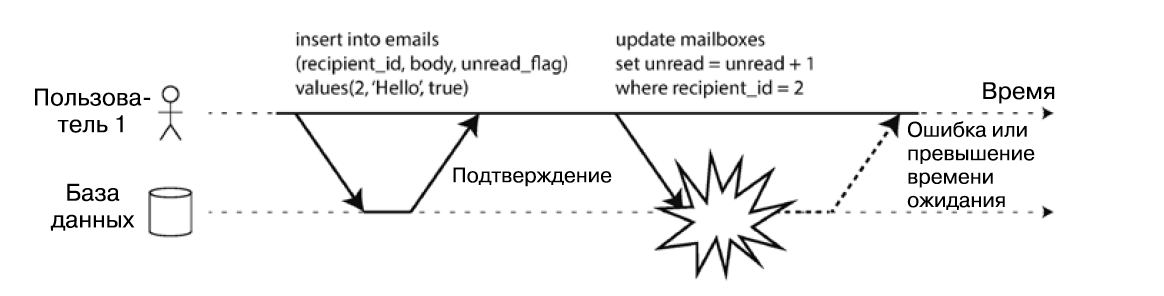 insert into emails
(recipient_id, body, unread_flag)
values(2, ‘Hello’, true)
update mailboxes
set unread = unread + 1
where recipient_id = 2
Пользова-
тель 1
Время
Ошибка или
превышение
времени
ожидания
Подтверждение
База
данных